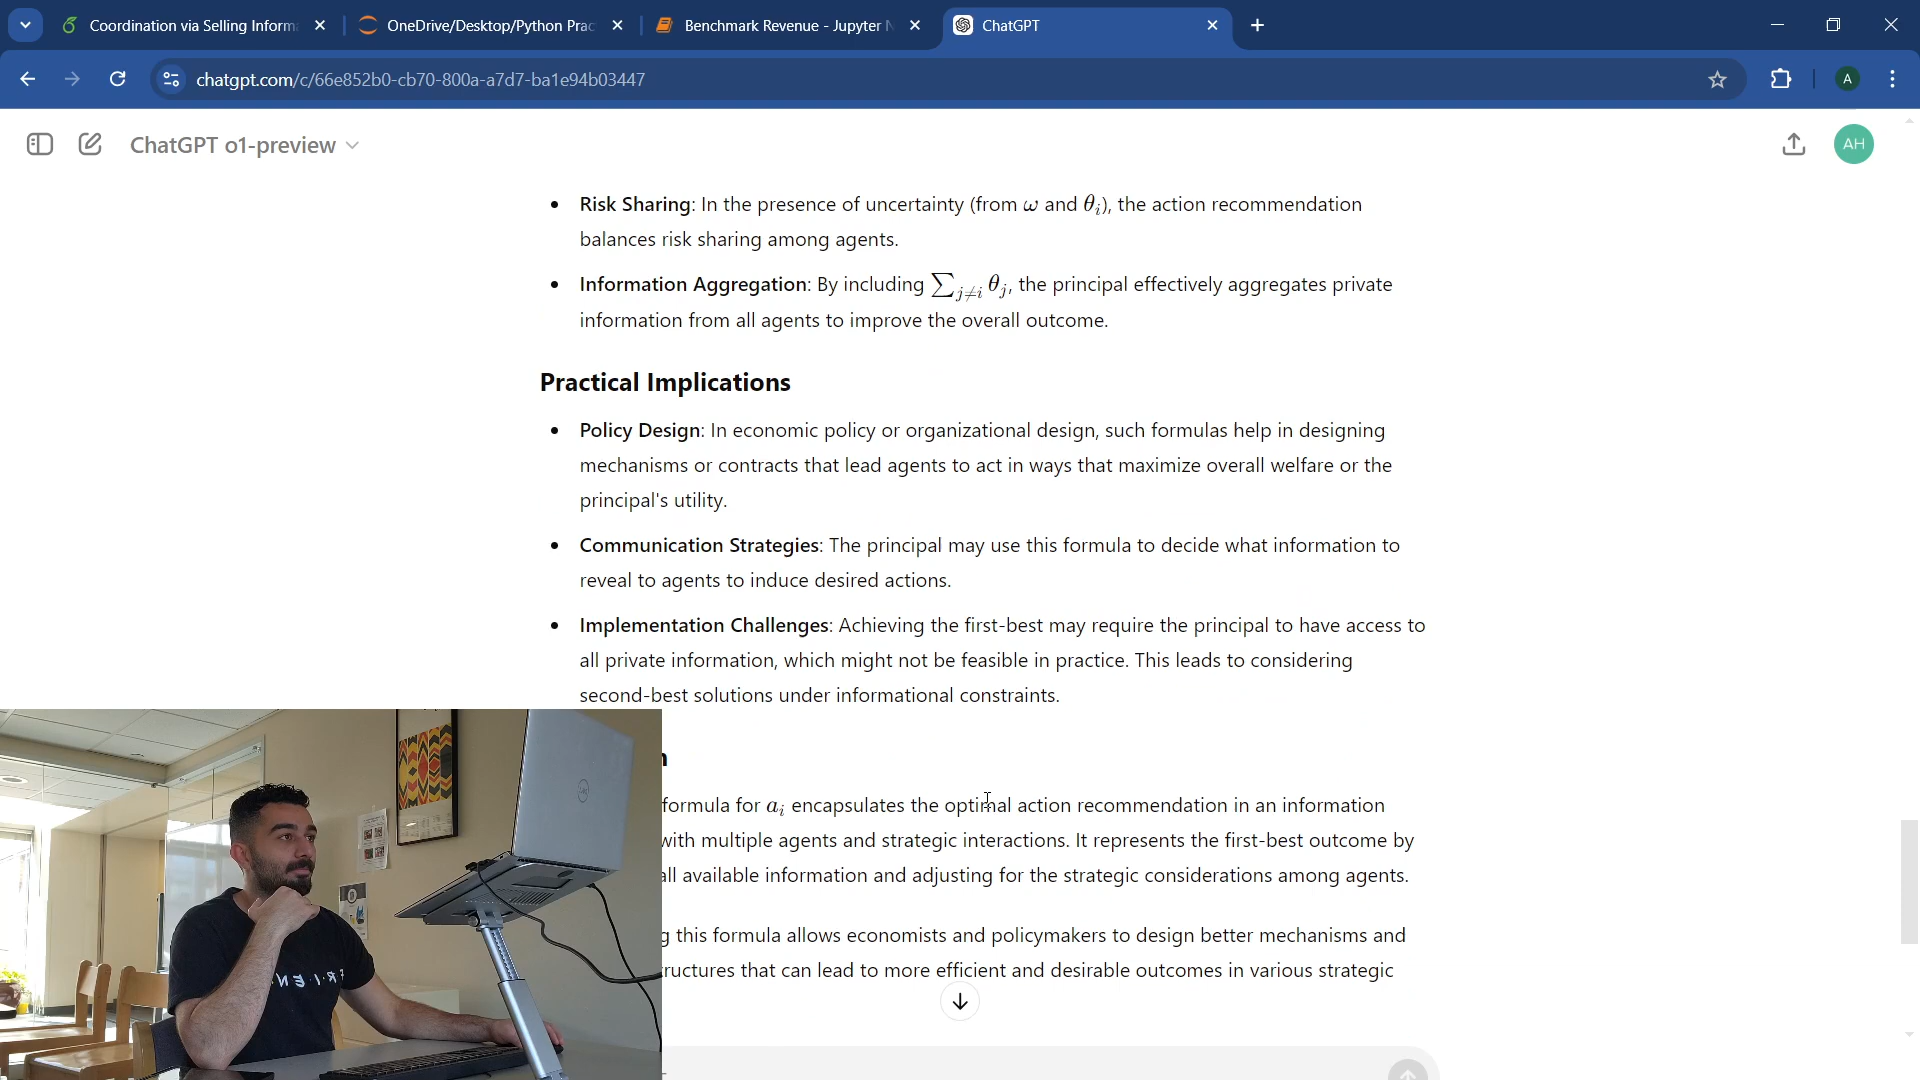 Coordination via Selling Inform
OneDrive/Desktop/Python Prac
Benchmark Revenue - Jupyter N
ChatGPT
chatgpt.com/c/66e852b0-cb70-800a-a7d7-ba1e94b03447
A
ChatGPT o1-preview
AH
• Risk Sharing: In the presence of uncertainty (from ω and θᵢ), the action recommendation
balances risk sharing among agents.
• Information Aggregation: By including ∑_{j≠i} θⱼ, the principal effectively aggregates private
information from all agents to improve the overall outcome.
Practical Implications
• Policy Design: In economic policy or organizational design, such formulas help in designing
mechanisms or contracts that lead agents to act in ways that maximize overall welfare or the
principal's utility.
• Communication Strategies: The principal may use this formula to decide what information to
reveal to agents to induce desired actions.
• Implementation Challenges: Achieving the first-best may require the principal to have access to
all private information, which might not be feasible in practice. This leads to considering
second-best solutions under informational constraints.
n
formula for aᵢ encapsulates the optimal action recommendation in an information
with multiple agents and strategic interactions. It represents the first-best outcome by
all available information and adjusting for the strategic considerations among agents.
g this formula allows economists and policymakers to design better mechanisms and
ructures that can lead to more efficient and desirable outcomes in various strategic